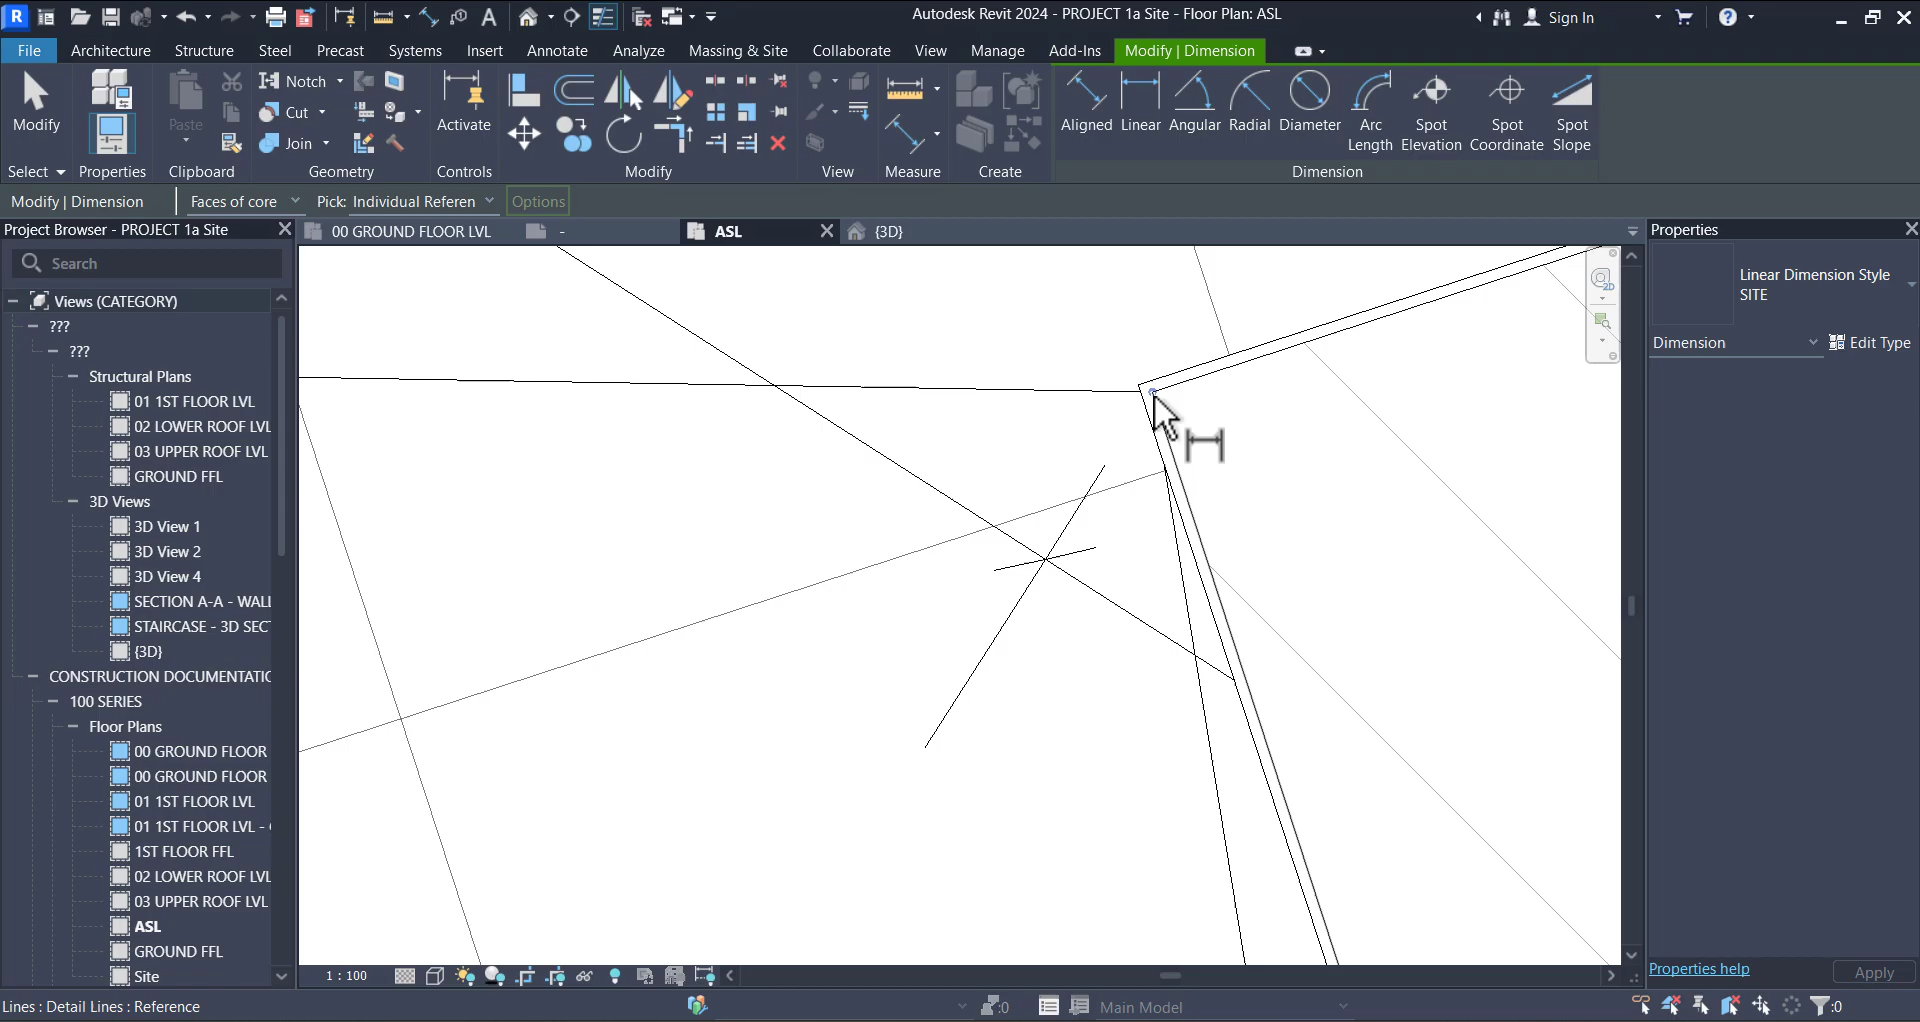 Autodesk Revit 2024 - PROJECT 1a Site - Floor Plan: ASL
Sign In
File Architecture Structure Steel Precast Systems Insert Annotate Analyze Massing & Site Collaborate View Manage Add-Ins Modify | Dimension
Modify
Paste
Notch
Cut
Join
Activate
Aligned Linear Angular Radial Diameter Arc Length Spot Elevation Spot Coordinate Spot Slope
Select Properties Clipboard Geometry Controls Modify View Measure Create Dimension
Modify | Dimension Faces of core Pick: Individual Referen Options
Project Browser - PROJECT 1a Site
00 GROUND FLOOR LVL - ASL {3D}
Properties
Search
Linear Dimension Style
SITE
Dimension Edit Type
2D
Views (CATEGORY)
???
???
Structural Plans
01 1ST FLOOR LVL
02 LOWER ROOF LVL
03 UPPER ROOF LVL
GROUND FFL
3D Views
3D View 1
3D View 2
3D View 4
SECTION A-A - WALL
STAIRCASE - 3D SECT
{3D}
CONSTRUCTION DOCUMENTATIO
100 SERIES
Floor Plans
00 GROUND FLOOR
00 GROUND FLOOR
01 1ST FLOOR LVL
01 1ST FLOOR LVL -
1ST FLOOR FFL
02 LOWER ROOF LVL
03 UPPER ROOF LVL
ASL
GROUND FFL
Site
1 : 100
Properties help Apply
Lines : Detail Lines : Reference
:0 Main Model :0